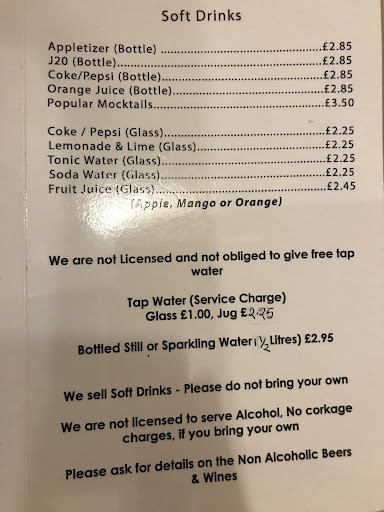 Soft Drinks
Appletizer (Bottle) ................................£2.85
J20 (Bottle)................................£2.85
Coke/Pepsi (Bottle)................................£2.85
Orange Juice (Bottle)................................£2.85
Popular Mocktails................................£3.50
Coke / Pepsi (Glass)................................£2.25
Lemonade & Lime (Glass)................................£2.25
Tonic Water (Glass)................................£2.25
Soda Water (Glass)................................£2.25
Fruit Juice (Glass)................................£2.45
(Apple, Mango or Orange)
We are not Licensed and not obliged to give free tap
water
Tap Water (Service Charge)
Glass £1.00, Jug £2.25
Bottled Still or Sparkling Water (1½ Litres) £2.95
We sell Soft Drinks - Please do not bring your own
We are not licensed to serve Alcohol, No corkage
charges, if you bring your own
Please ask for details on the Non Alcoholic Beers
& Wines